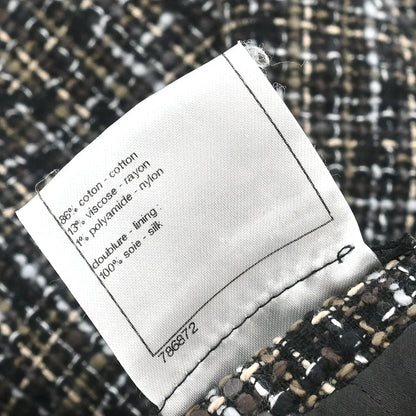 86% coton - cotton
13% viscose - rayon
1% polyamide - nylon
doublure - lining :
100% soie - silk
786872